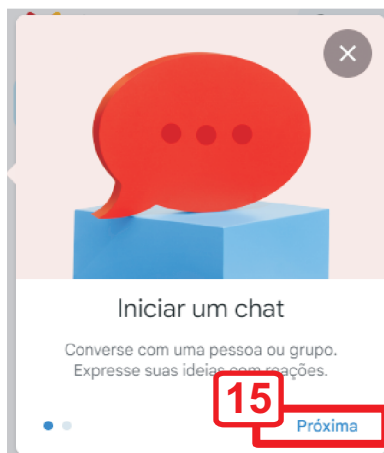 Iniciar um chat
Converse com uma pessoa ou grupo.
Expresse suas ideias com reações.
15
Próxima